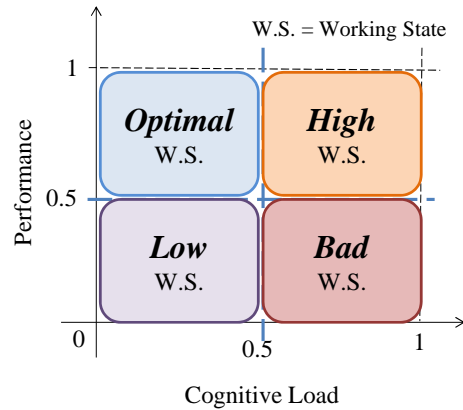 W.S. = Working State
1
Optimal
W.S.
High
W.S.
Performance
0.5
Low
W.S.
Bad
W.S.
0
0.5
1
Cognitive Load